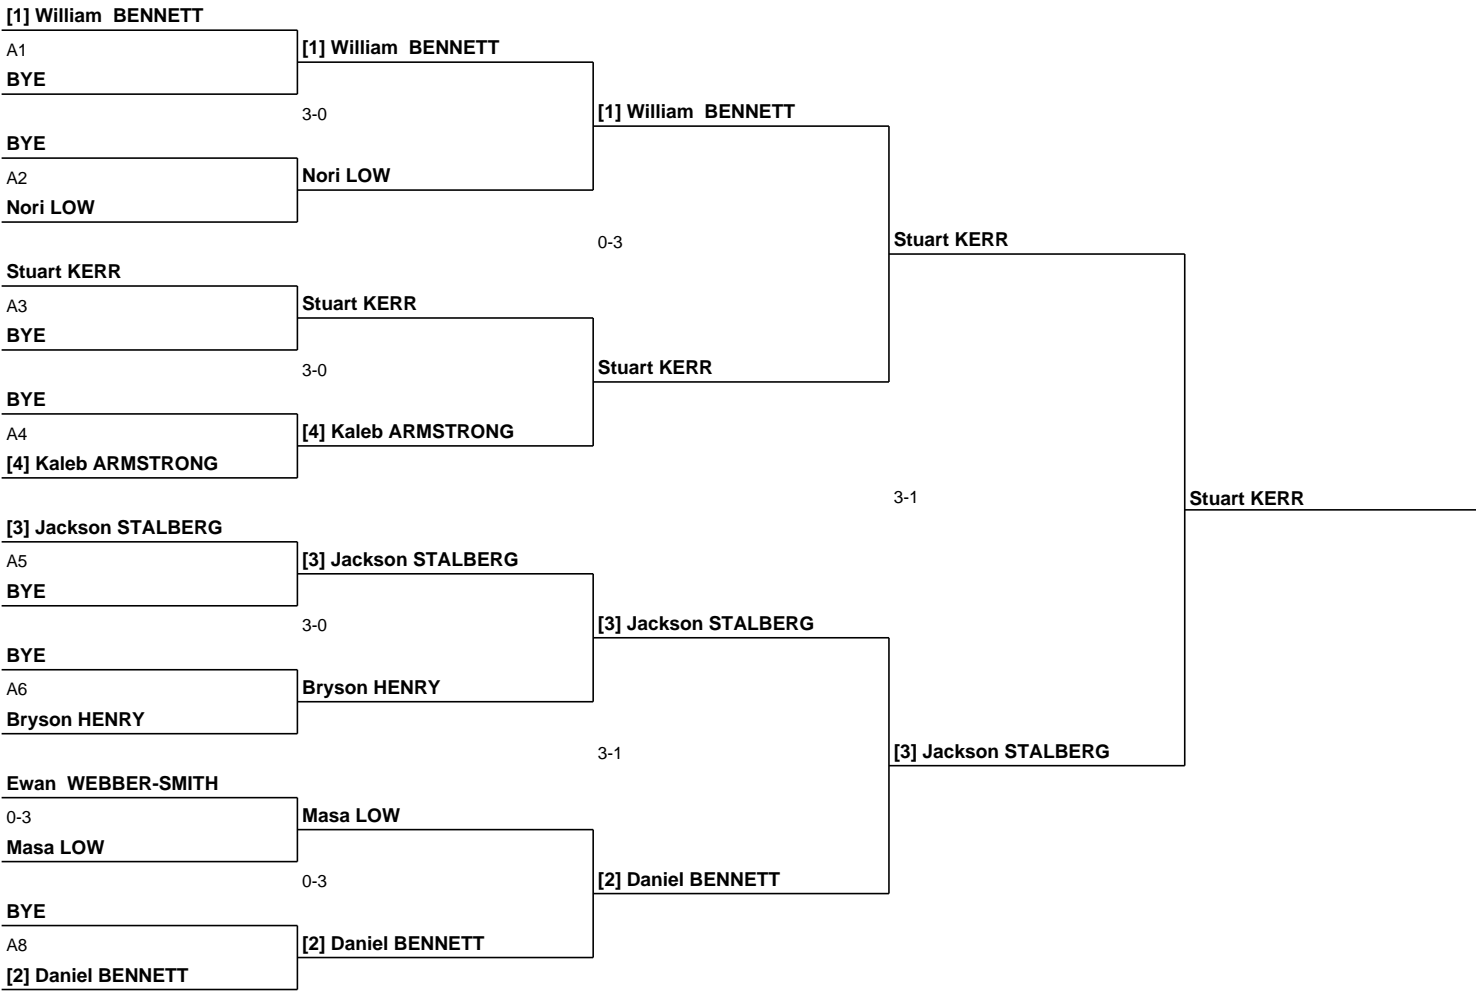 [1] William  BENNETT
A1
BYE
BYE
A2
Nori LOW
Stuart KERR
A3
BYE
BYE
A4
[4] Kaleb ARMSTRONG
[3] Jackson STALBERG
A5
BYE
BYE
A6
Bryson HENRY
Ewan  WEBBER-SMITH
0-3
Masa LOW
BYE
A8
[2] Daniel BENNETT
[1] William  BENNETT
3-0
Nori LOW
Stuart KERR
3-0
[4] Kaleb ARMSTRONG
[3] Jackson STALBERG
3-0
Bryson HENRY
Masa LOW
0-3
[2] Daniel BENNETT
[1] William  BENNETT
0-3
Stuart KERR
[3] Jackson STALBERG
3-1
[2] Daniel BENNETT
Stuart KERR
3-1
[3] Jackson STALBERG
Stuart KERR